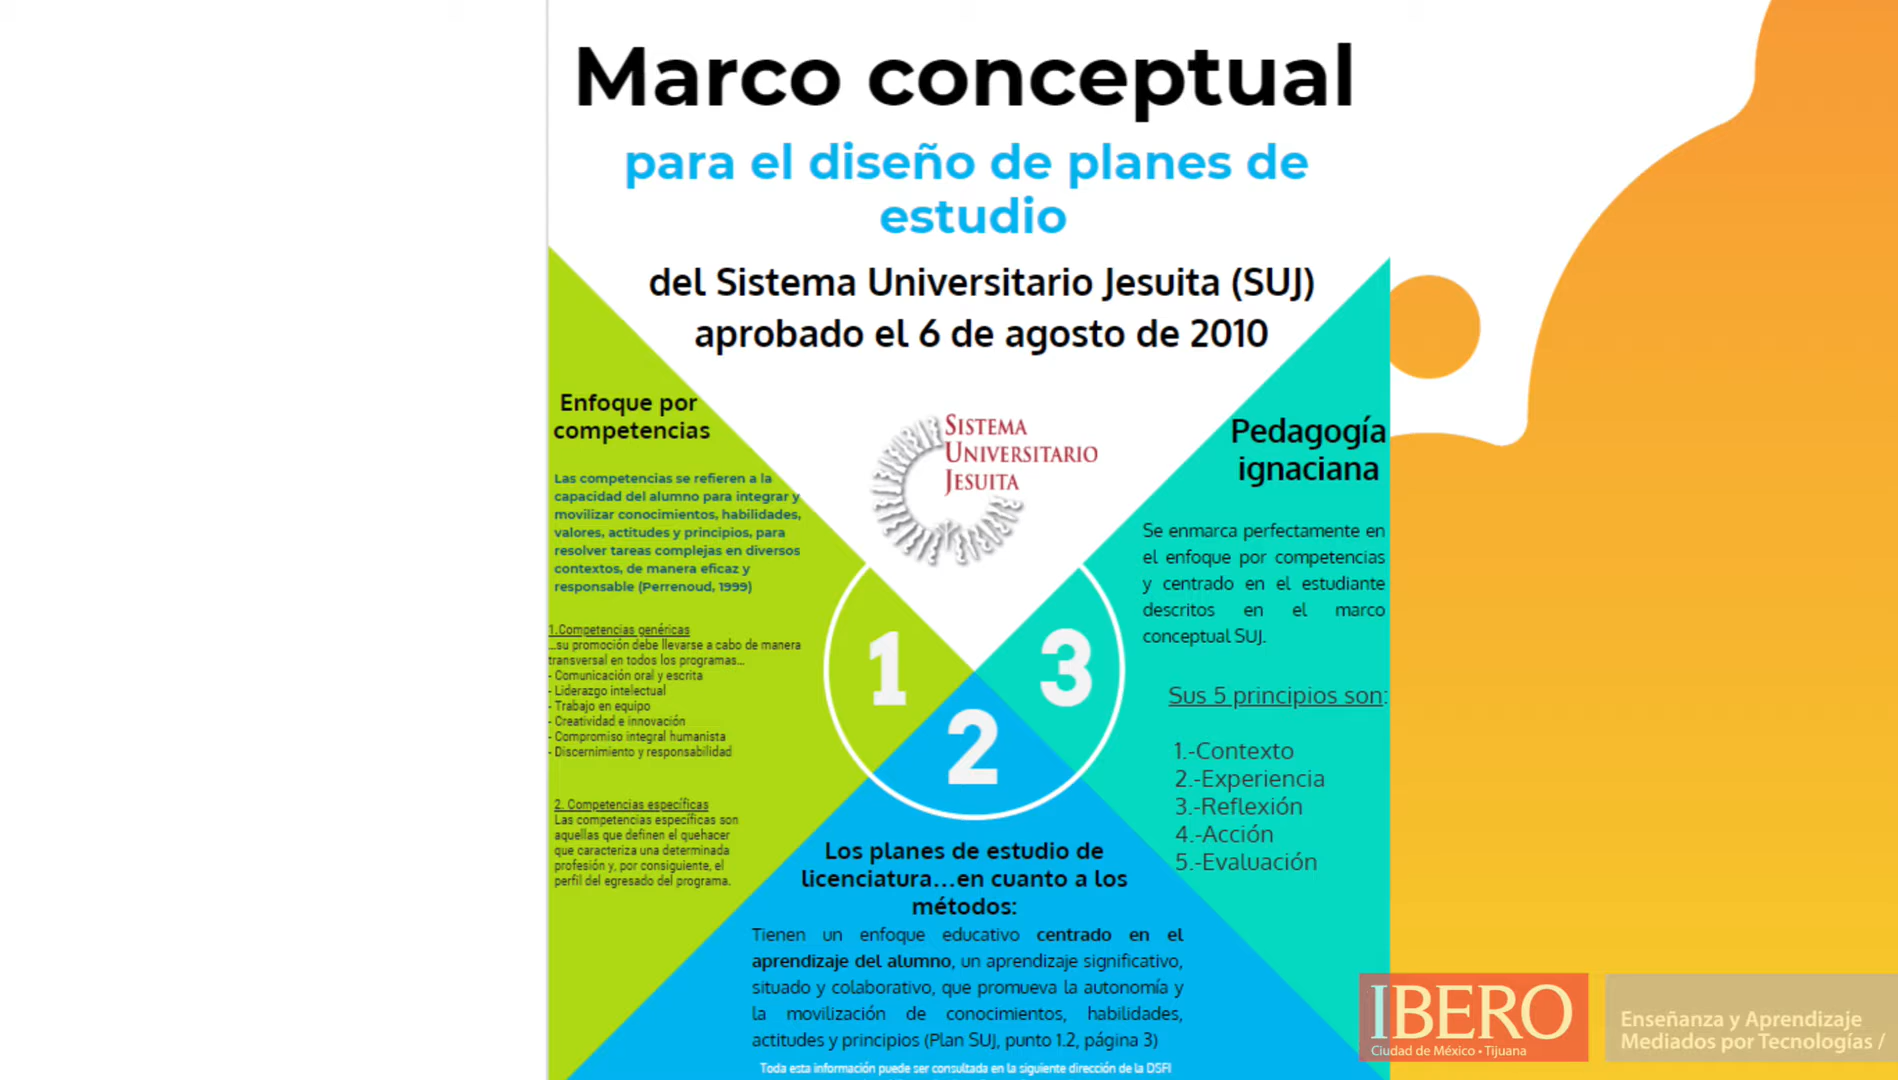 Marco conceptual
para el diseño de planes de
estudio
del Sistema Universitario Jesuita (SUJ)
aprobado el 6 de agosto de 2010
SISTEMA
UNIVERSITARIO
JESUITA
Enfoque por
competencias
Las competencias se refieren a la
capacidad del alumno para integrar y
movilizar conocimientos, habilidades,
valores, actitudes y principios, para
resolver tareas complejas en diversos
contextos, de manera eficaz y
responsable (Perrenoud, 1999)
1.Competencias genéricas
...su promoción debe llevarse a cabo de manera
transversal en todos los programas...
- Comunicación oral y escrita
- Liderazgo intelectual
- Trabajo en equipo
- Creatividad e innovación
- Compromiso integral humanista
- Discernimiento y responsabilidad
2. Competencias específicas
Las competencias específicas son
aquellas que definen el quehacer
que caracteriza una determinada
profesión y, por consiguiente, el
perfil del egresado del programa.
1
2
3
Los planes de estudio de
licenciatura...en cuanto a los
métodos:
Tienen un enfoque educativo centrado en el
aprendizaje del alumno, un aprendizaje significativo,
situado y colaborativo, que promueva la autonomía y
la movilización de conocimientos, habilidades,
actitudes y principios (Plan SUJ, punto 1.2, página 3)
Toda esta información puede ser consultada en la siguiente dirección de la DSFI
Pedagogía
ignaciana
Se enmarca perfectamente en
el enfoque por competencias
y centrado en el estudiante
descritos en el marco
conceptual SUJ.
Sus 5 principios son:
1.-Contexto
2.-Experiencia
3.-Reflexión
4.-Acción
5.-Evaluación
IBERO
Ciudad de México • Tijuana
Enseñanza y Aprendizaje
Mediados por Tecnologías /